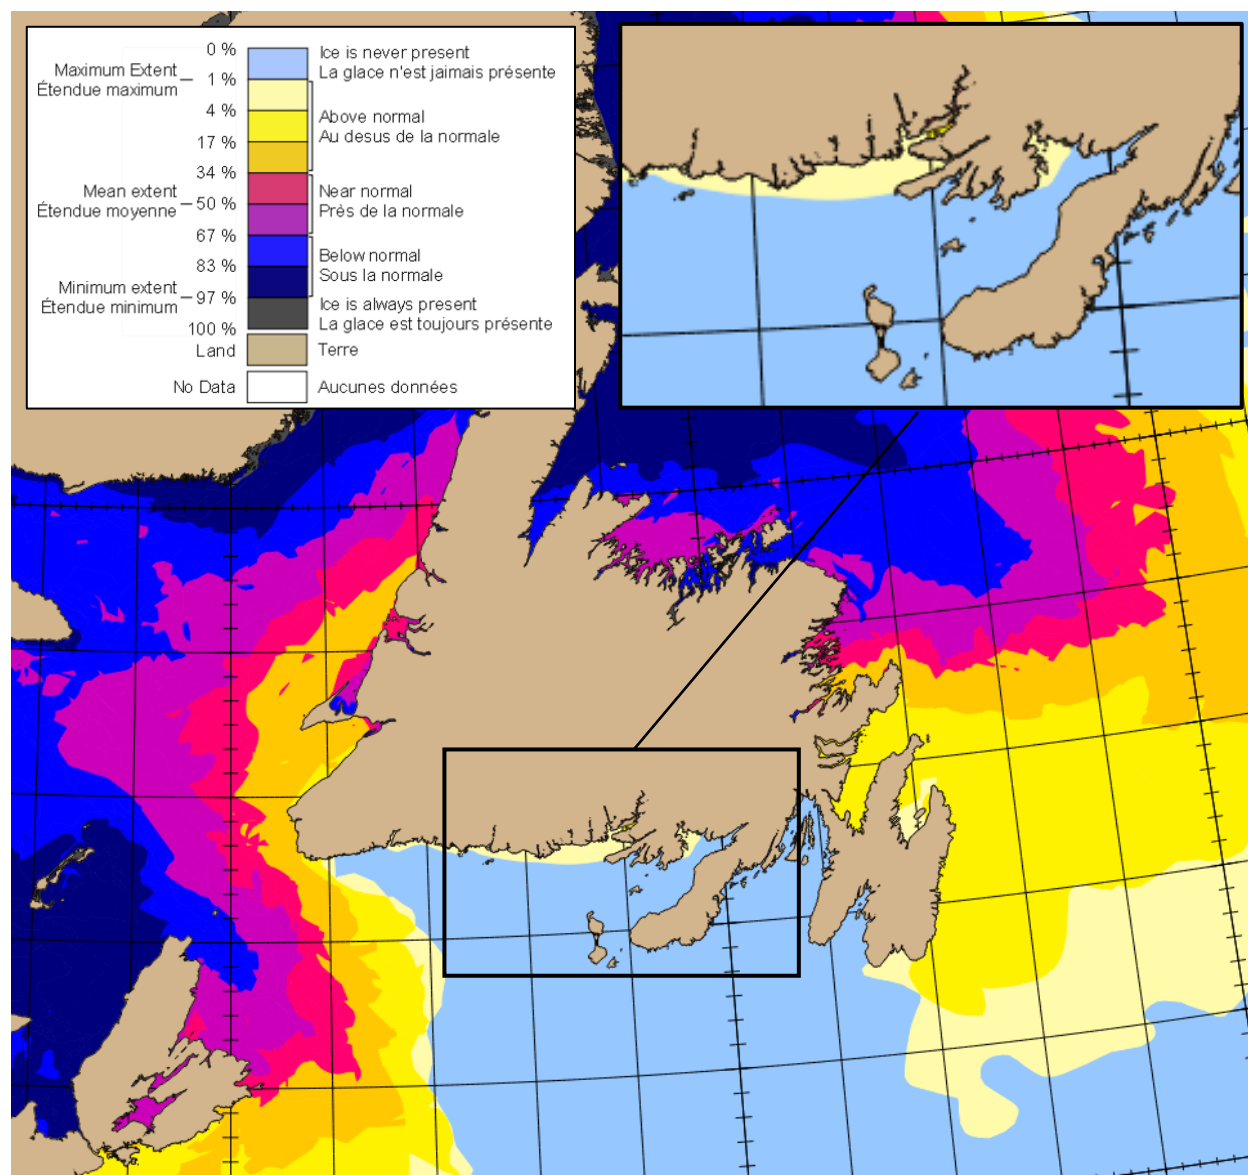 0 %
Ice is never present
Maximum Extent
1 %
La glace n'est jaimais présente
Étendue maximum
4 %
Above normal
17 %
Au desus de la normale
34 %
Mean extent
Near normal
Étendue moyenne
50 %
Près de la normale
67 %
Below normal
83 %
Sous la normale
Minimum extent
97 %
Ice is always present
Étendue minimum
100 %
La glace est toujours présente
Land
Terre
No Data
Aucunes données